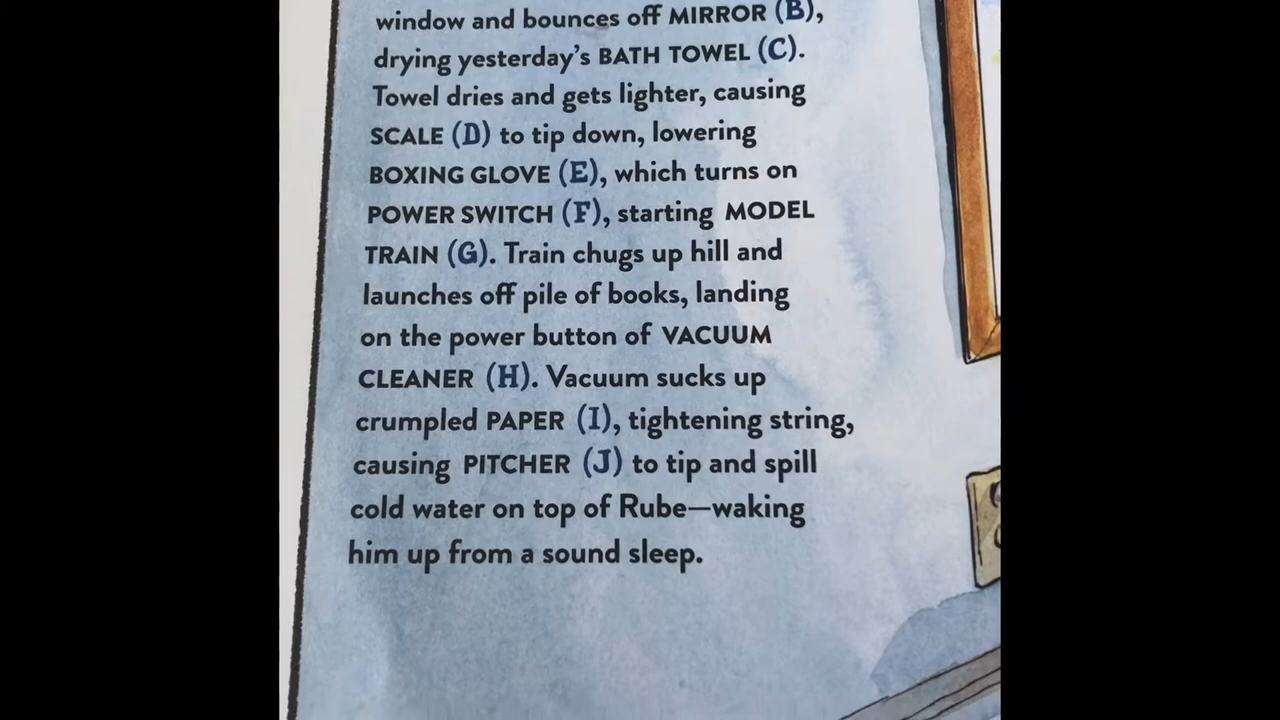 window and bounces off MIRROR (B),
drying yesterday's BATH TOWEL (C).
Towel dries and gets lighter, causing
SCALE (D) to tip down, lowering
BOXING GLOVE (E), which turns on
POWER SWITCH (F), starting MODEL
TRAIN (G). Train chugs up hill and
launches off pile of books, landing
on the power button of VACUUM
CLEANER (H). Vacuum sucks up
crumpled PAPER (I), tightening string,
causing PITCHER (J) to tip and spill
cold water on top of Rube—waking
him up from a sound sleep.